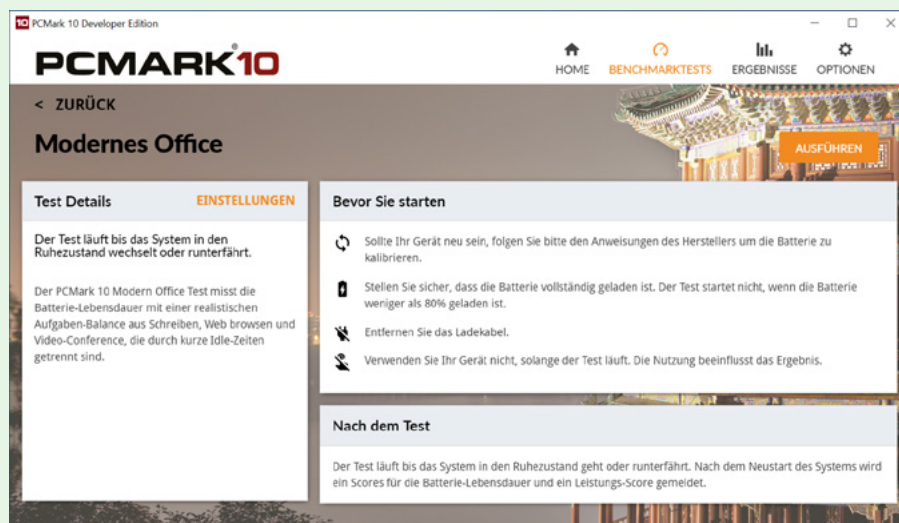 10 PCMark 10 Developer Edition
PCMARK 10
HOME
BENCHMARKTESTS
ERGEBNISSE
OPTIONEN
< ZURÜCK
Modernes Office
AUSFÜHREN
Test Details
EINSTELLUNGEN
Der Test läuft bis das System in den
Ruhezustand wechselt oder runterfährt.
Der PCMark 10 Modern Office Test misst die
Batterie-Lebensdauer mit einer realistischen
Aufgaben-Balance aus Schreiben, Web browsen und
Video-Conference, die durch kurze Idle-Zeiten
getrennt sind.
Bevor Sie starten
Sollte Ihr Gerät neu sein, folgen Sie bitte den Anweisungen des Herstellers um die Batterie zu
kalibrieren.
Stellen Sie sicher, dass die Batterie vollständig geladen ist. Der Test startet nicht, wenn die Batterie
weniger als 80% geladen ist.
Entfernen Sie das Ladekabel.
Verwenden Sie Ihr Gerät nicht, solange der Test läuft. Die Nutzung beeinflusst das Ergebnis.
Nach dem Test
Der Test läuft bis das System in den Ruhezustand geht oder runterfährt. Nach dem Neustart des Systems wird
ein Scores für die Batterie-Lebensdauer und ein Leistungs-Score gemeldet.